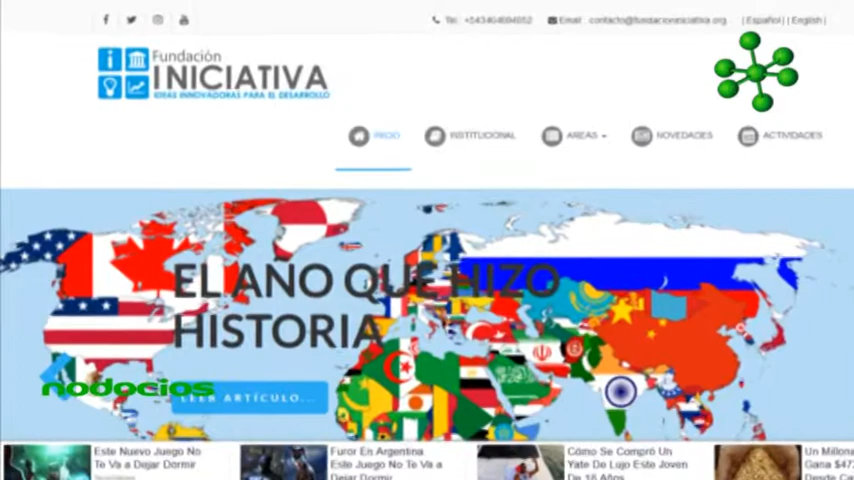 Email: contacto@fundacioniniciativa.org
| Español | | English |
Fundación
INICIATIVA
IDEAS INNOVADORAS PARA EL DESARROLLO
INICIO
INSTITUCIONAL
AREAS
NOVEDADES
ACTIVIDADES
EL AÑO QUE HIZO
HISTORIA
nodocios
LEER ARTÍCULO...
Este Nuevo Juego No
Te Va a Dejar Dormir
Furor En Argentina
Este Juego No Te Va a
Dejar Dormir
Cómo Se Compró Un
Yate De Lujo Este Joven
De 16 Años
Un Millona
Gana $47